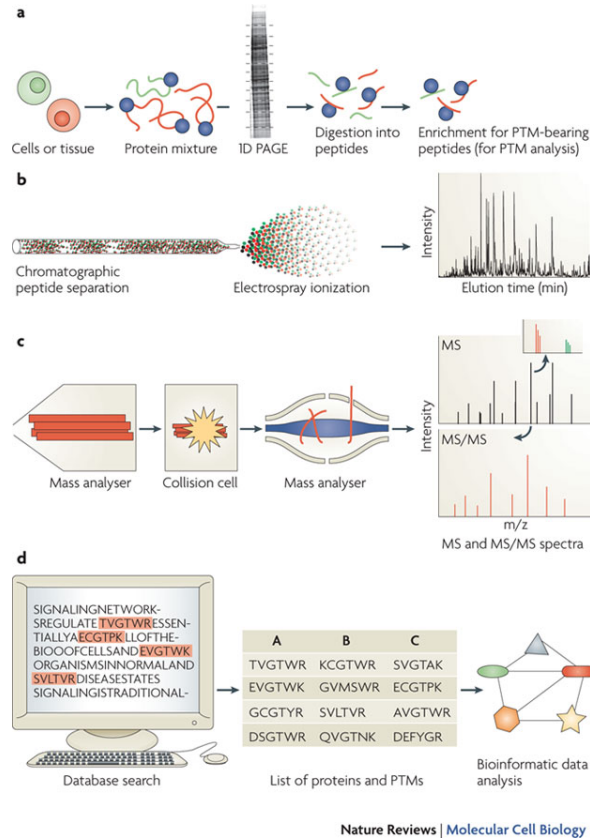 a
Cells or tissue
Protein mixture
1D PAGE
Digestion into
peptides
Enrichment for PTM-bearing
peptides (for PTM analysis)
b
Chromatographic
peptide separation
Electrospray ionization
Intensity
Elution time (min)
c
Mass analyser
Collision cell
Mass analyser
MS
Intensity
MS/MS
m/z
MS and MS/MS spectra
d
SIGNALINGNETWORK-
SREGULATE TVGTWR ESSEN-
TIALLYA ECGTPK LLOFTHE-
BIOOOFCELLSAND EVGTWK
ORGANISMSINNORMALAND
SVLTVR DISEASESTATES
SIGNALINGISTRADITIONAL-
Database search
A B C
TVGTWR KCGTWR SVGTAK
EVGTWK GVMSWR ECGTPK
GCGTYR SVLTVR AVGTWR
DSGTWR QVGTNK DEFYGR
List of proteins and PTMs
Bioinformatic data
analysis
Nature Reviews | Molecular Cell Biology